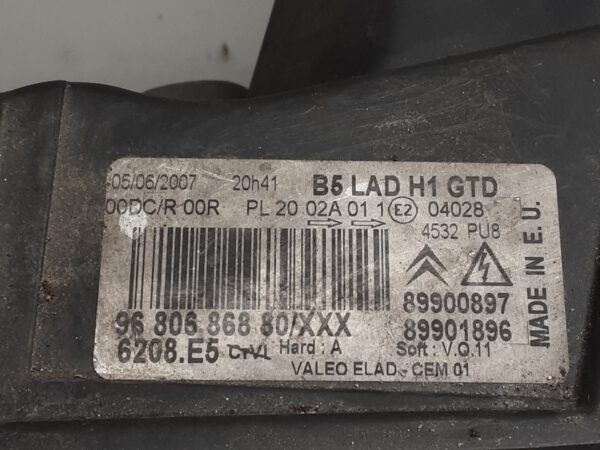 05/06/2007 20h41 B5 LAD H1 GTD
00DC/R 00R PL 20 02A 01 1 E2 04028
4532 PU8
89900897
96 806 868 80/XXX 89901896
6208.E5 Hard : A Soft : V.Q.11
VALEO ELAD - CEM 01
MADE IN E.U.